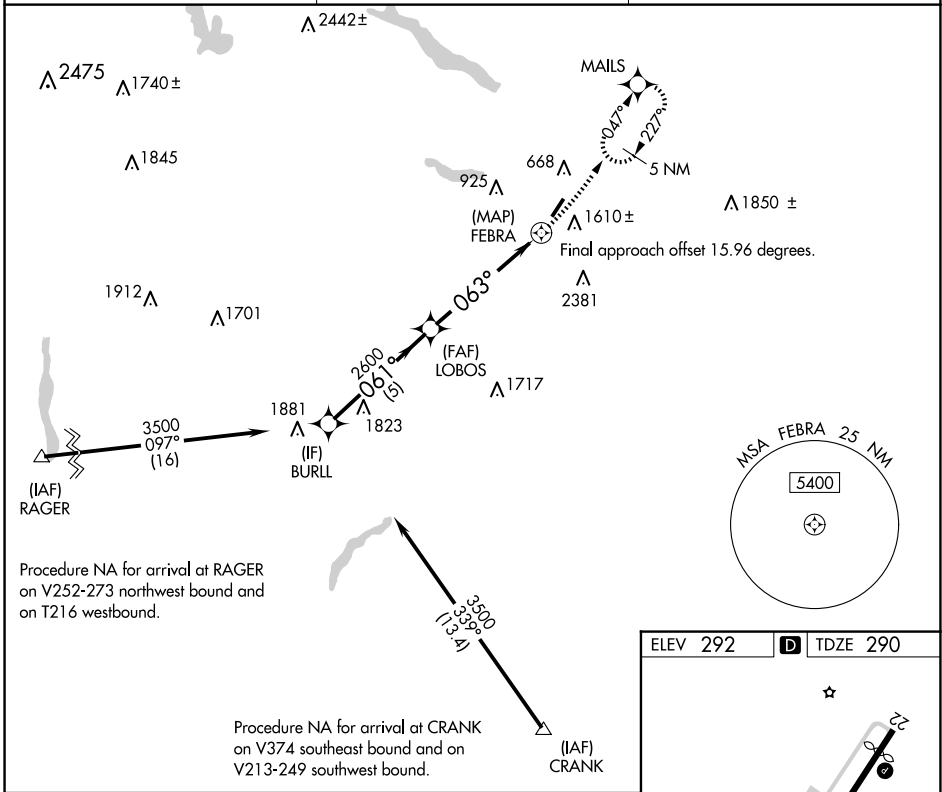 2442±
2475
1740 ±
MAILS
047°
227°
1845
668
5 NM
925
1850 ±
(MAP)
FEBRA
1610 ±
Final approach offset 15.96 degrees.
063°
2381
1912
1701
(FAF)
LOBOS
2600
061°
(5)
1717
1881
1823
3500
097°
(16)
(IF)
BURLL
MSA FEBRA 25 NM
5400
(IAF)
RAGER
Procedure NA for arrival at RAGER
on V252-273 northwest bound and
on T216 westbound.
3500
339°
(13.4)
ELEV 292
D
TDZE 290
22
P
Procedure NA for arrival at CRANK
on V374 southeast bound and on
V213-249 southwest bound.
(IAF)
CRANK